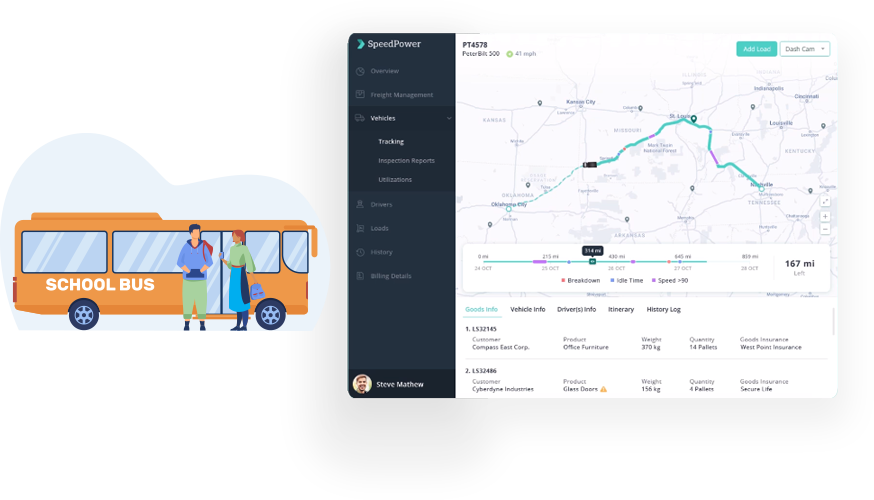 SCHOOL BUS
SpeedPower
Overview
Freight Management
Vehicles
Tracking
Inspection Reports
Utilizations
Drivers
Loads
History
Billing Details
Steve Mathew
PT4578
PeterBilt 500 41 mph
Add Load Dash Cam
Indianapolis
Cincinnati
Kansas City
Columbia
St. Louis
KANSAS
MISSOURI
Louisville
Mark Twain
National Forest
KENTUCKY
Tulsa
OKLAHOMA
Oklahoma City
Nashville
TENNESSEE
Memphis
ARKANSAS
314 mi
0 mi 215 mi 430 mi 645 mi 859 mi
24 OCT 25 OCT 26 OCT 27 OCT 28 OCT
Breakdown Idle Time Speed >90
167 mi
Left
Montgomery
Goods Info Vehicle Info Driver(s) Info Itinerary History Log
1. LS32145
Customer Product Weight Quantity Goods Insurance
Compass East Corp. Office Furniture 370 kg 14 Pallets West Point Insurance
2. LS32486
Customer Product Weight Quantity Goods Insurance
Cyberdyne Industries Glass Doors 156 kg 4 Pallets Secure Life